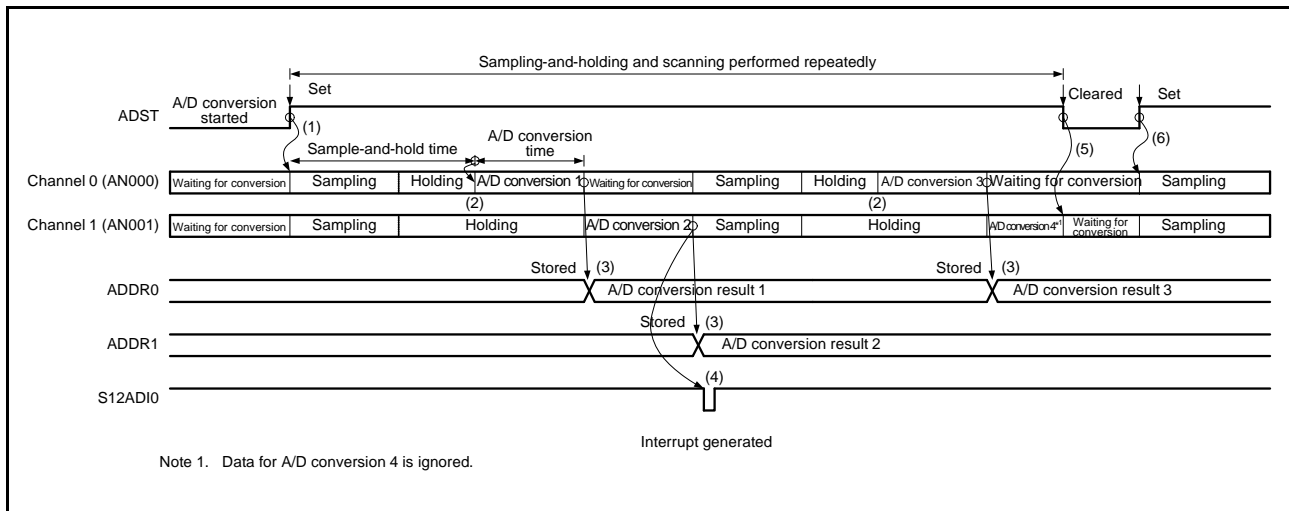 Sampling-and-holding and scanning performed repeatedly
ADST
A/D conversion
started
Set
Cleared
Set
(1)
Sample-and-hold time
A/D conversion
time
(5)
(6)
Channel 0 (AN000)
Waiting for conversion
Sampling
Holding
A/D conversion 1
Waiting for conversion
Sampling
Holding
A/D conversion 3
Waiting for conversion
Sampling
(2)
(2)
Channel 1 (AN001)
Waiting for conversion
Sampling
Holding
A/D conversion 2
Sampling
Holding
A/D conversion 4*1
Waiting for
conversion
Sampling
Stored
(3)
Stored
(3)
ADDR0
A/D conversion result 1
A/D conversion result 3
Stored
(3)
ADDR1
A/D conversion result 2
(4)
S12ADI0
Interrupt generated
Note 1. Data for A/D conversion 4 is ignored.